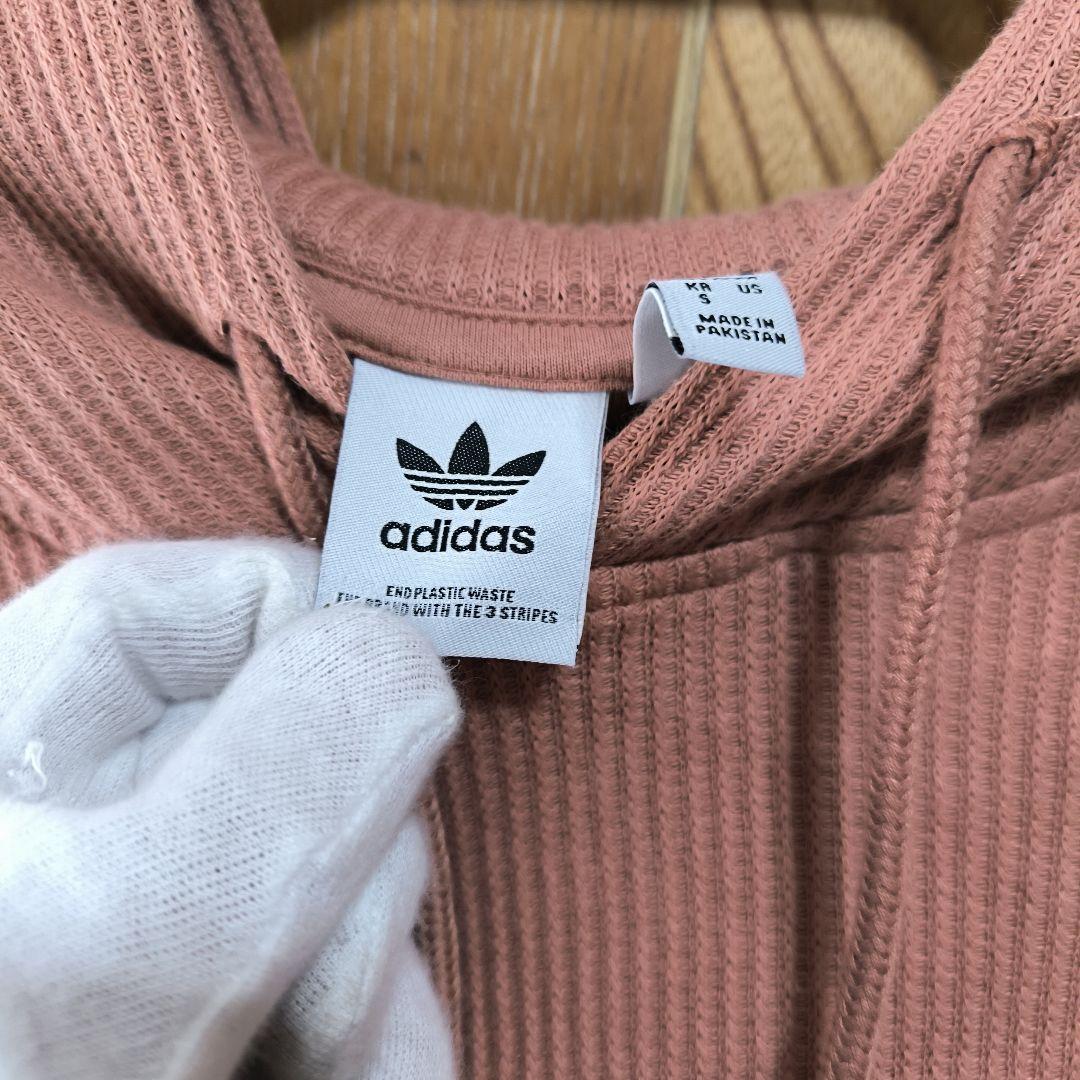 KR US
S
MADE IN
PAKISTAN
adidas
END PLASTIC WASTE
THE BRAND WITH THE 3 STRIPES